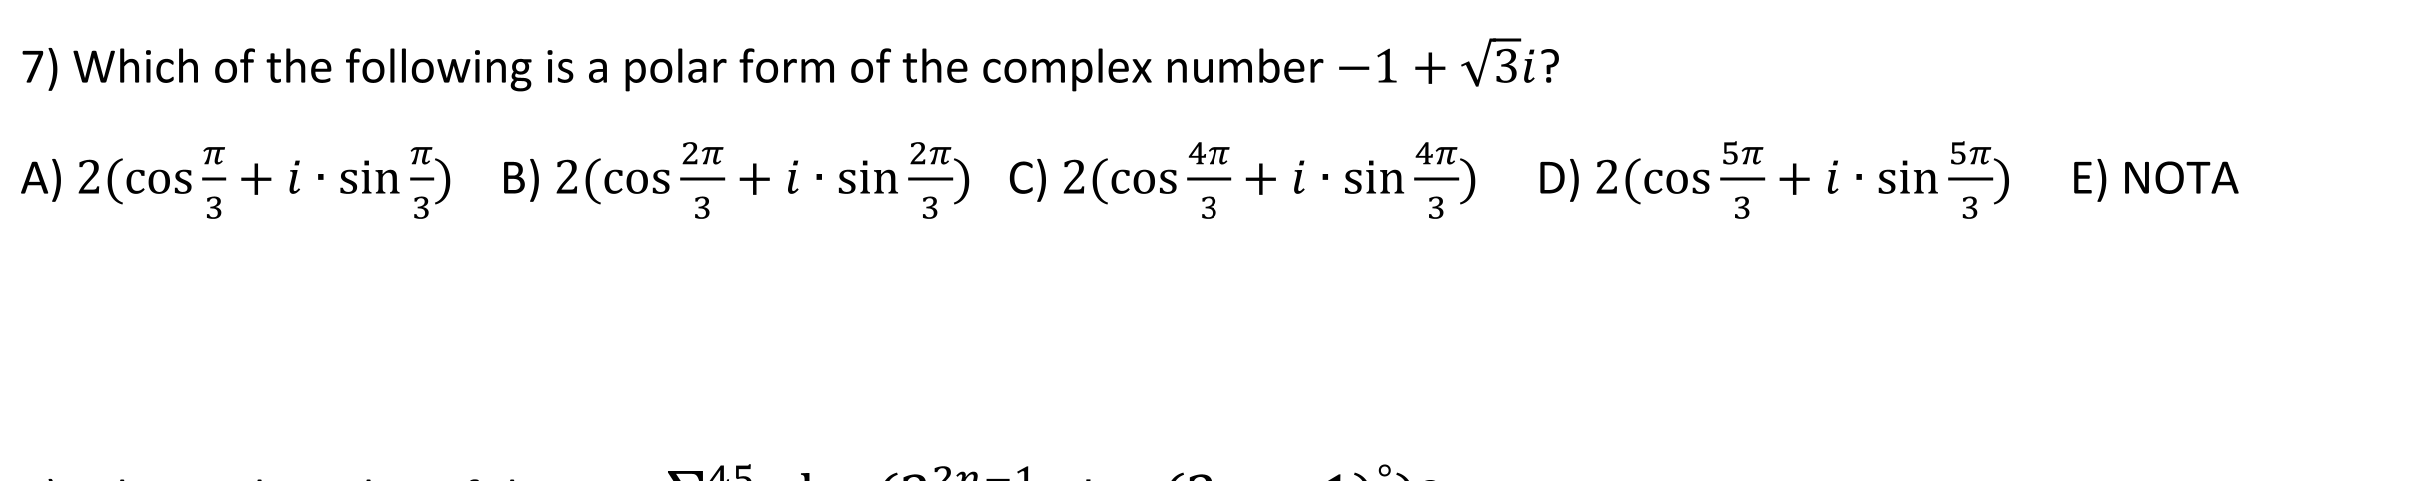 7) Which of the following is a polar form of the complex number −1 + √3i?
A) 2(cos π/3 + i · sin π/3) B) 2(cos 2π/3 + i · sin 2π/3) C) 2(cos 4π/3 + i · sin 4π/3) D) 2(cos 5π/3 + i · sin 5π/3) E) NOTA